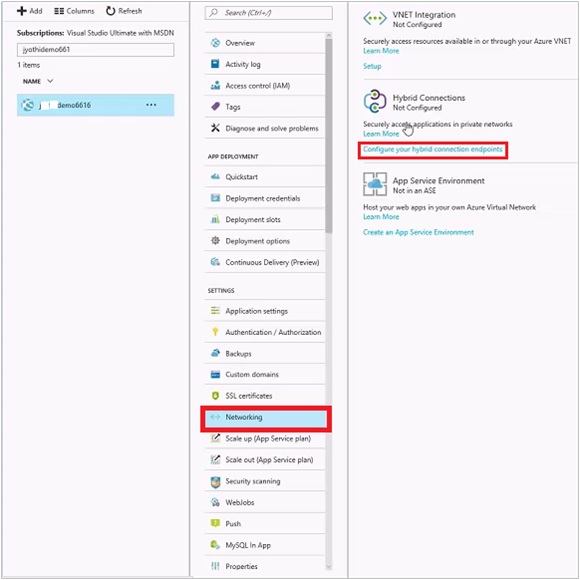 Add Columns Refresh
Subscriptions: Visual Studio Ultimate with MSDN
jyothidemo661
1 items
NAME
demo6616
Search (Ctrl+/)
Overview
Activity log
Access control (IAM)
Tags
Diagnose and solve problems
APP DEPLOYMENT
Quickstart
Deployment credentials
Deployment slots
Deployment options
Continuous Delivery (Preview)
SETTINGS
Application settings
Authentication / Authorization
Backups
Custom domains
SSL certificates
Networking
Scale up (App Service plan)
Scale out (App Service plan)
Security scanning
WebJobs
Push
MySQL In App
Properties
VNET Integration
Not Configured
Securely access resources available in or through your Azure VNET
Learn More
Setup
Hybrid Connections
Not Configured
Securely access applications in private networks
Learn More
Configure your hybrid connection endpoints
App Service Environment
Not in an ASE
Host your web apps in your own Azure Virtual Network
Learn More
Create an App Service Environment